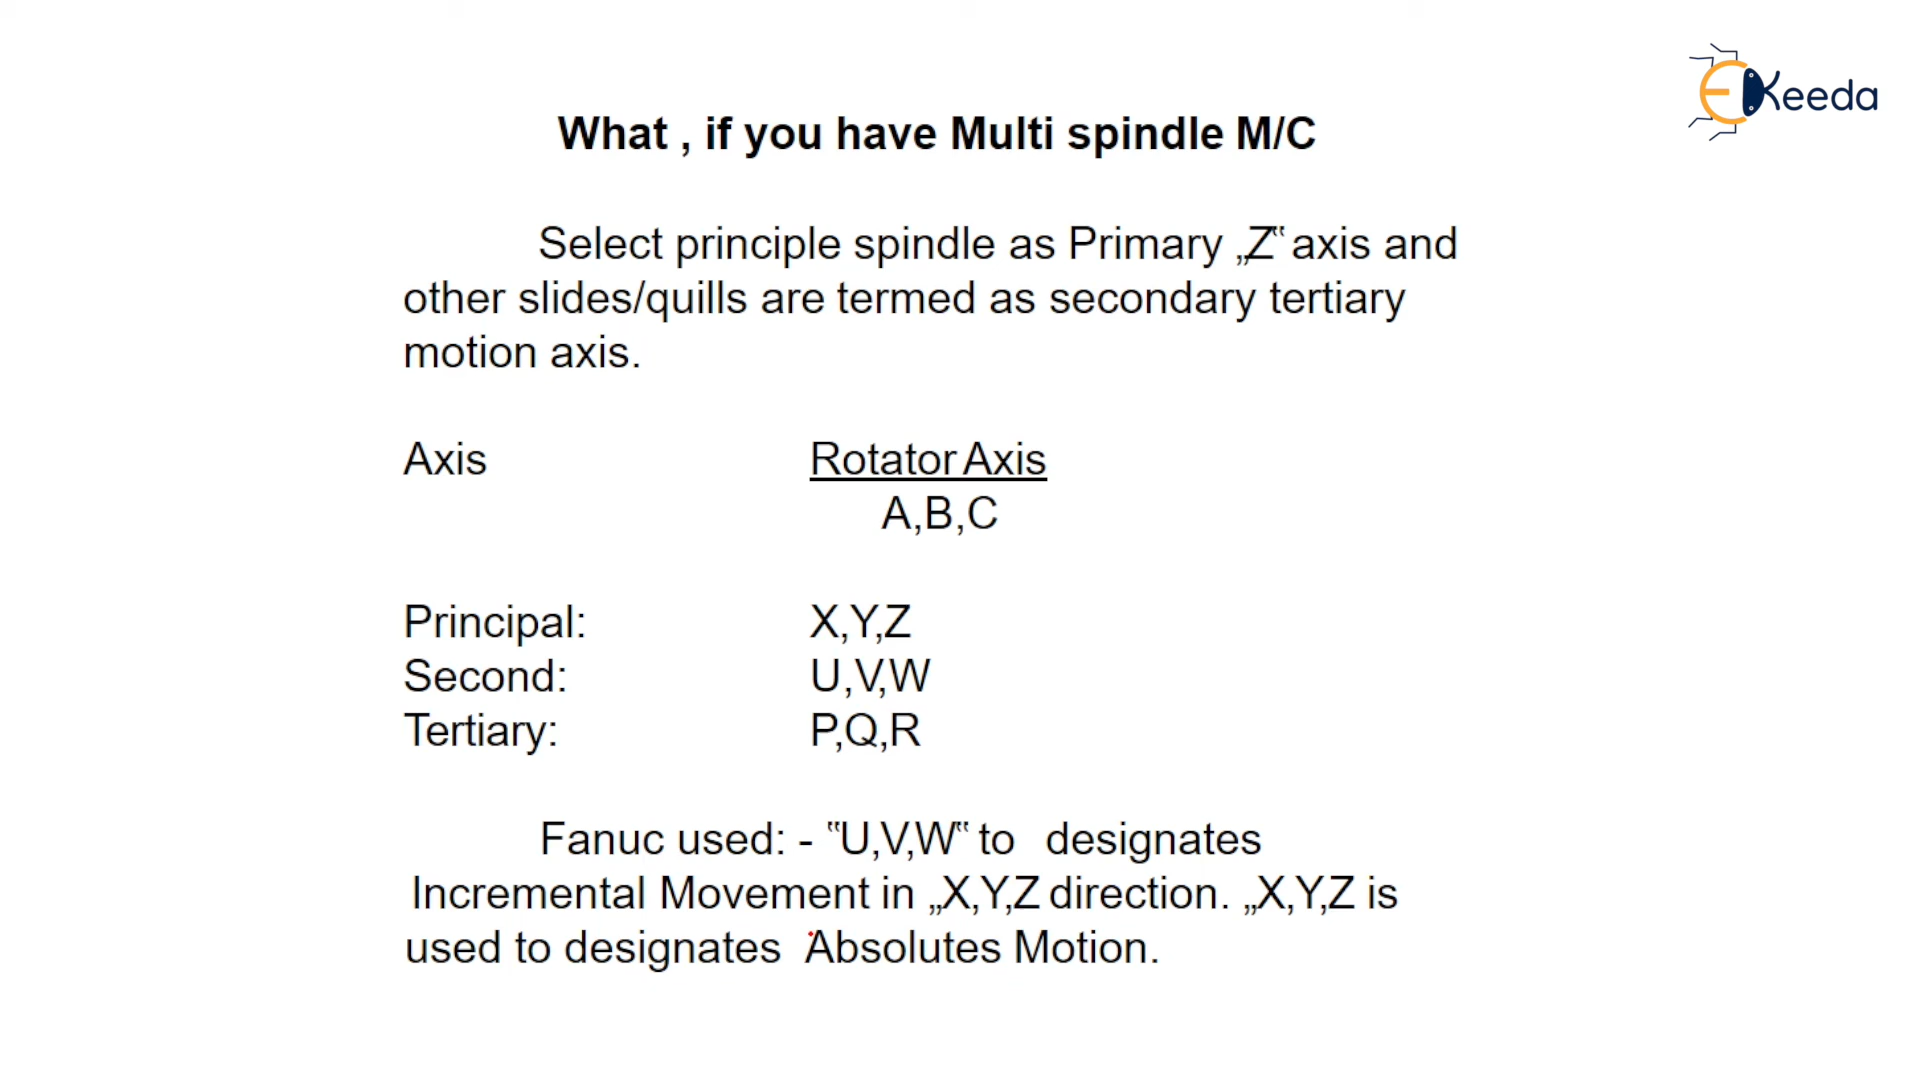 EKeeda
What , if you have Multi spindle M/C
Select principle spindle as Primary „Z‟ axis and
other slides/quills are termed as secondary tertiary
motion axis.
Axis Rotator Axis
A,B,C
Principal: X,Y,Z
Second: U,V,W
Tertiary: P,Q,R
Fanuc used: - ‟U,V,W‟ to designates
Incremental Movement in „X,Y,Z direction. „X,Y,Z is
used to designates Absolutes Motion.